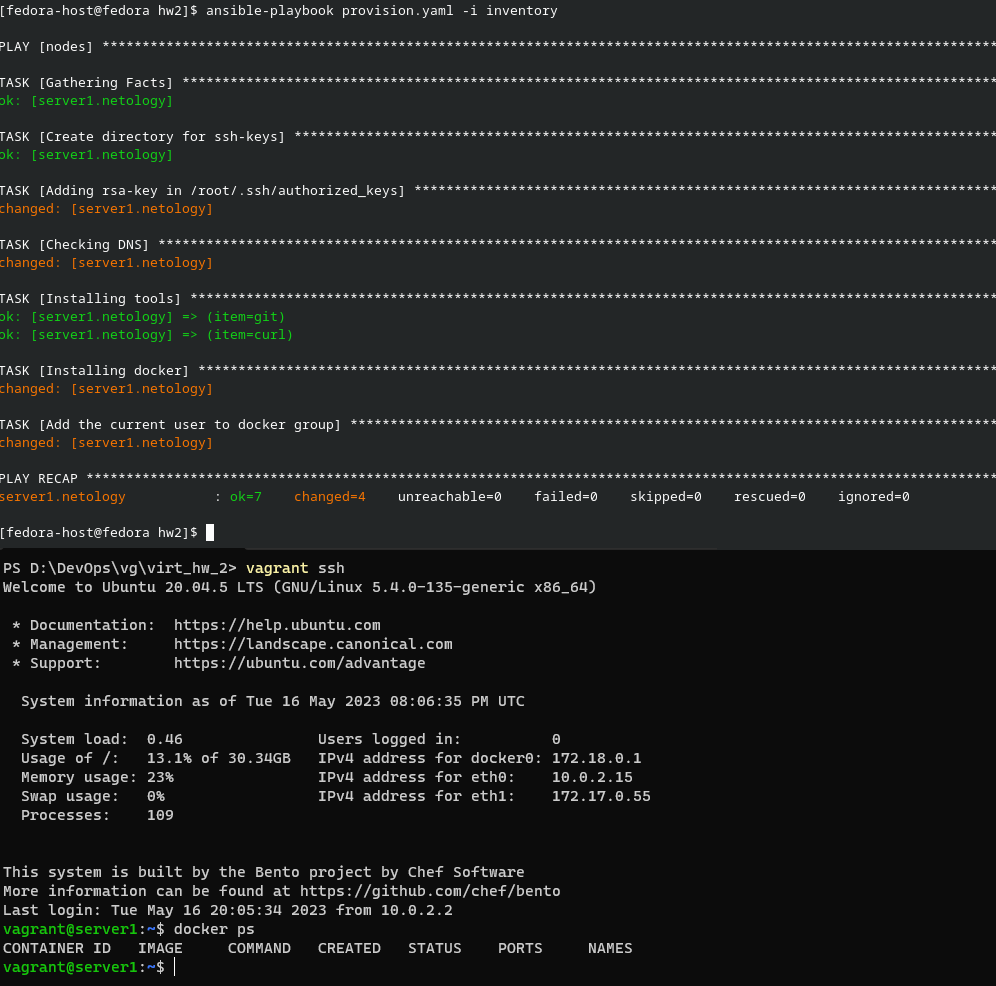 [fedora-host@fedora hw2]$ ansible-playbook provision.yaml -i inventory
PLAY [nodes] ****************************************************************************************************************
TASK [Gathering Facts] ******************************************************************************************************
ok: [server1.netology]
TASK [Create directory for ssh-keys] ****************************************************************************************
ok: [server1.netology]
TASK [Adding rsa-key in /root/.ssh/authorized_keys] *************************************************************************
changed: [server1.netology]
TASK [Checking DNS] *********************************************************************************************************
changed: [server1.netology]
TASK [Installing tools] *****************************************************************************************************
ok: [server1.netology] => (item=git)
ok: [server1.netology] => (item=curl)
TASK [Installing docker] ****************************************************************************************************
changed: [server1.netology]
TASK [Add the current user to docker group] *********************************************************************************
changed: [server1.netology]
PLAY RECAP ******************************************************************************************************************
server1.netology           : ok=7    changed=4    unreachable=0    failed=0    skipped=0    rescued=0    ignored=0
[fedora-host@fedora hw2]$
PS D:\DevOps\vg\virt_hw_2> vagrant ssh
Welcome to Ubuntu 20.04.5 LTS (GNU/Linux 5.4.0-135-generic x86_64)
* Documentation:  https://help.ubuntu.com
* Management:     https://landscape.canonical.com
* Support:        https://ubuntu.com/advantage
System information as of Tue 16 May 2023 08:06:35 PM UTC
System load:  0.46               Users logged in:          0
Usage of /:   13.1% of 30.34GB   IPv4 address for docker0: 172.18.0.1
Memory usage: 23%                IPv4 address for eth0:    10.0.2.15
Swap usage:   0%                 IPv4 address for eth1:    172.17.0.55
Processes:    109
This system is built by the Bento project by Chef Software
More information can be found at https://github.com/chef/bento
Last login: Tue May 16 20:05:34 2023 from 10.0.2.2
vagrant@server1:~$ docker ps
CONTAINER ID   IMAGE     COMMAND   CREATED   STATUS    PORTS     NAMES
vagrant@server1:~$